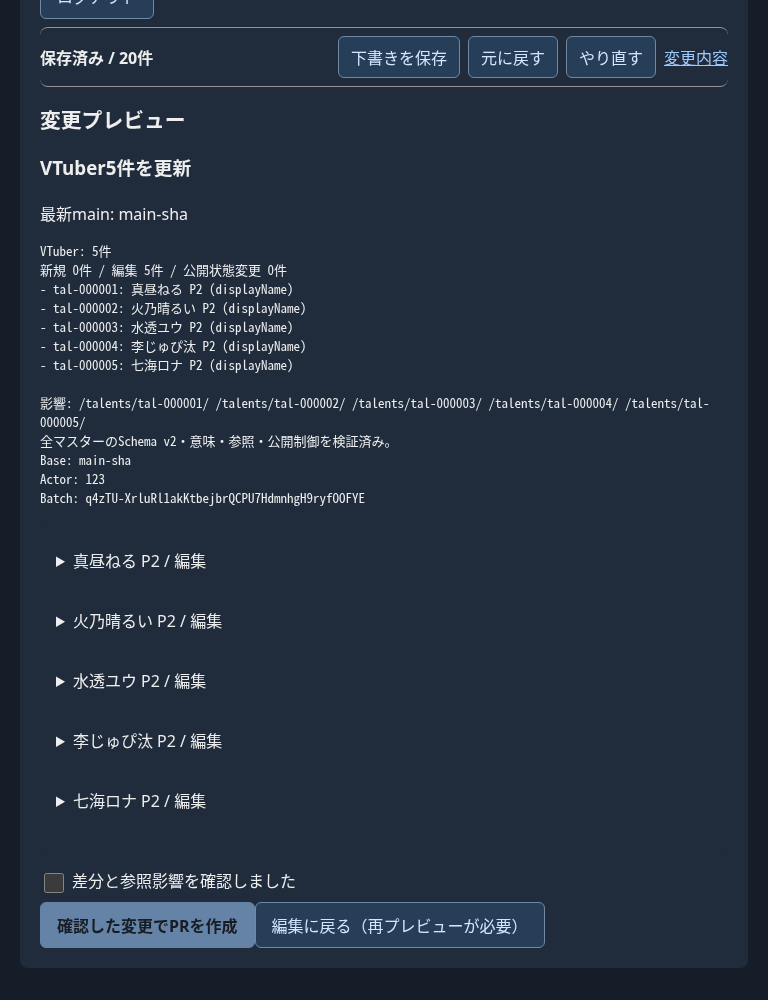 ログアウト
保存済み / 20件 下書きを保存 元に戻す やり直す 変更内容
変更プレビュー
VTuber5件を更新
最新main: main-sha
VTuber: 5件
新規 0件 / 編集 5件 / 公開状態変更 0件
- tal-000001: 真昼ねる P2 (displayName)
- tal-000002: 火乃晴るい P2 (displayName)
- tal-000003: 水透ユウ P2 (displayName)
- tal-000004: 李じゅぴ汰 P2 (displayName)
- tal-000005: 七海ロナ P2 (displayName)
影響: /talents/tal-000001/ /talents/tal-000002/ /talents/tal-000003/ /talents/tal-000004/ /talents/tal-
000005/
全マスターのSchema v2・意味・参照・公開制御を検証済み。
Base: main-sha
Actor: 123
Batch: q4zTU-XrluRl1akKtbejbrQCPU7HdmnhgH9ryfOOFYE
▶ 真昼ねる P2 / 編集
▶ 火乃晴るい P2 / 編集
▶ 水透ユウ P2 / 編集
▶ 李じゅぴ汰 P2 / 編集
▶ 七海ロナ P2 / 編集
差分と参照影響を確認しました
確認した変更でPRを作成 編集に戻る（再プレビューが必要）